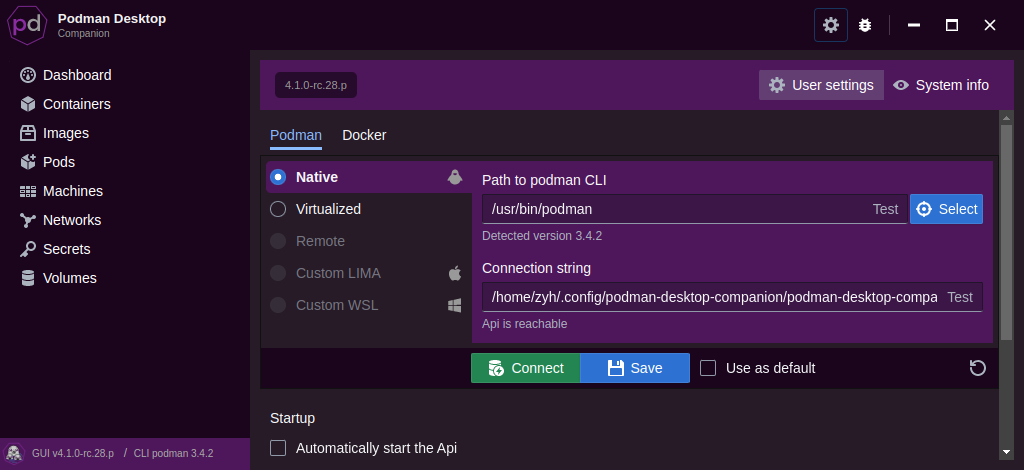 pd
Podman Desktop
Companion
Dashboard
Containers
Images
Pods
Machines
Networks
Secrets
Volumes
GUI v4.1.0-rc.28.p / CLI podman 3.4.2
4.1.0-rc.28.p
User settings
System info
Podman Docker
Native
Virtualized
Remote
Custom LIMA
Custom WSL
Path to podman CLI
/usr/bin/podman Test Select
Detected version 3.4.2
Connection string
/home/zyh/.config/podman-desktop-companion/podman-desktop-compa Test
Api is reachable
Connect Save Use as default
Startup
Automatically start the Api